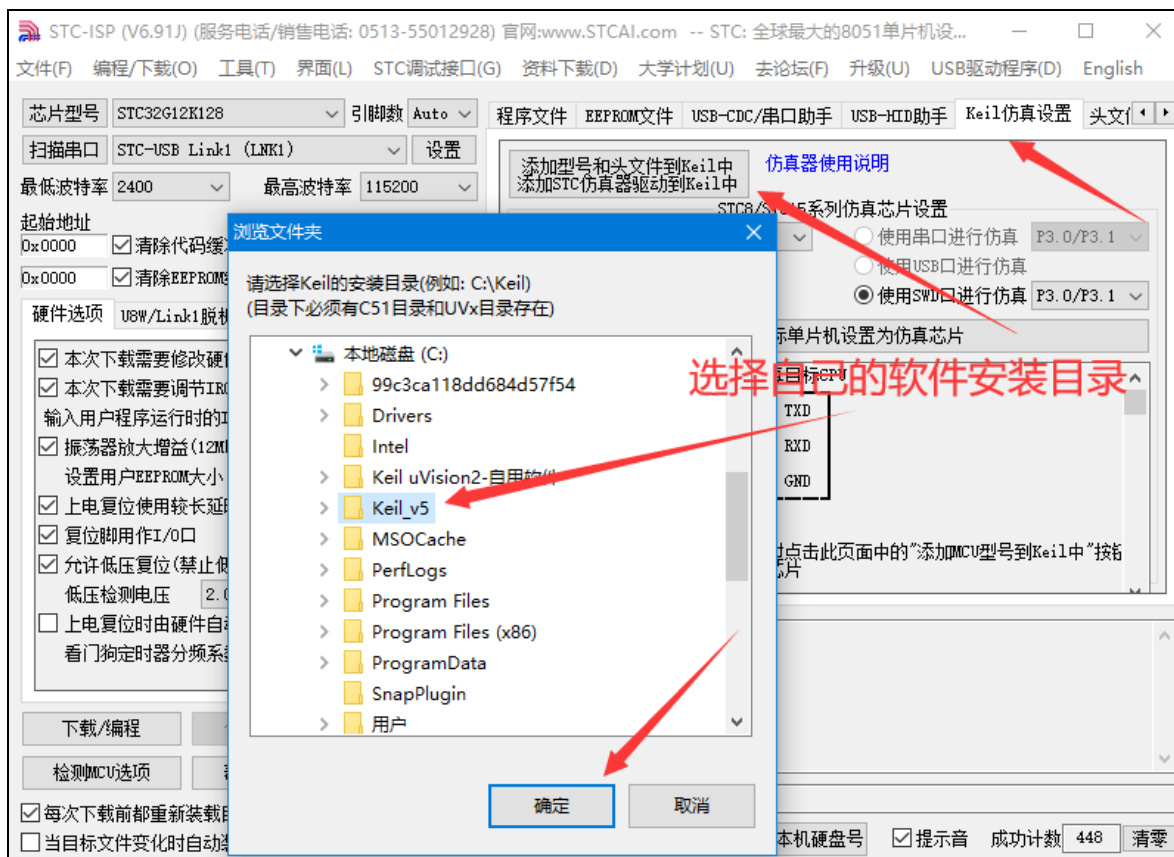 STC-ISP (V6.91J) (服务电话/销售电话: 0513-55012928) 官网:www.STCAI.com -- STC: 全球最大的8051单片机设...
文件(F) 编程/下载(O) 工具(T) 界面(L) STC调试接口(G) 资料下载(D) 大学计划(U) 去论坛(F) 升级(U) USB驱动程序(D) English
芯片型号 STC32G12K128 引脚数 Auto
程序文件 EEPROM文件 USB-CDC/串口助手 USB-HID助手 Keil仿真设置 头文
扫描串口 STC-USB Link1 (LNK1) 设置
最低波特率 2400 最高波特率 115200
添加型号和头文件到Keil中
添加STC仿真器驱动到Keil中
仿真器使用说明
起始地址
0x0000 清除代码缓
0x0000 清除EEPROM
系列仿真芯片设置
使用串口进行仿真 P3.0/P3.1
使用USB口进行仿真
使用SWD口进行仿真 P3.0/P3.1
单片机设置为仿真芯片
目标CPU
TXD
RXD
GND
点击此页面中的"添加MCU型号到Keil中"按
芯片
硬件选项 U8W/Link1脱
本次下载需要修改硬
本次下载需要调节IRC
输入用户程序运行时的I
振荡器放大增益(12M
设置用户EEPROM大小
上电复位使用较长延
复位脚用作I/O口
允许低压复位(禁止
低压检测电压 2.
上电复位时由硬件自
看门狗定时器分频系
浏览文件夹
请选择Keil的安装目录(例如: C:\Keil)
(目录下必须有C51目录和UVx目录存在)
本地磁盘 (C:)
99c3ca118dd684d57f54
Drivers
Intel
Keil uVision2-自用软件
Keil_v5
MSOCache
PerfLogs
Program Files
Program Files (x86)
ProgramData
SnapPlugin
用户
确定 取消
选择自己的软件安装目录
下载/编程
检测MCU选项
每次下载前都重新装载
当目标文件变化时自动
本机硬盘号 提示音 成功计数 448 清零